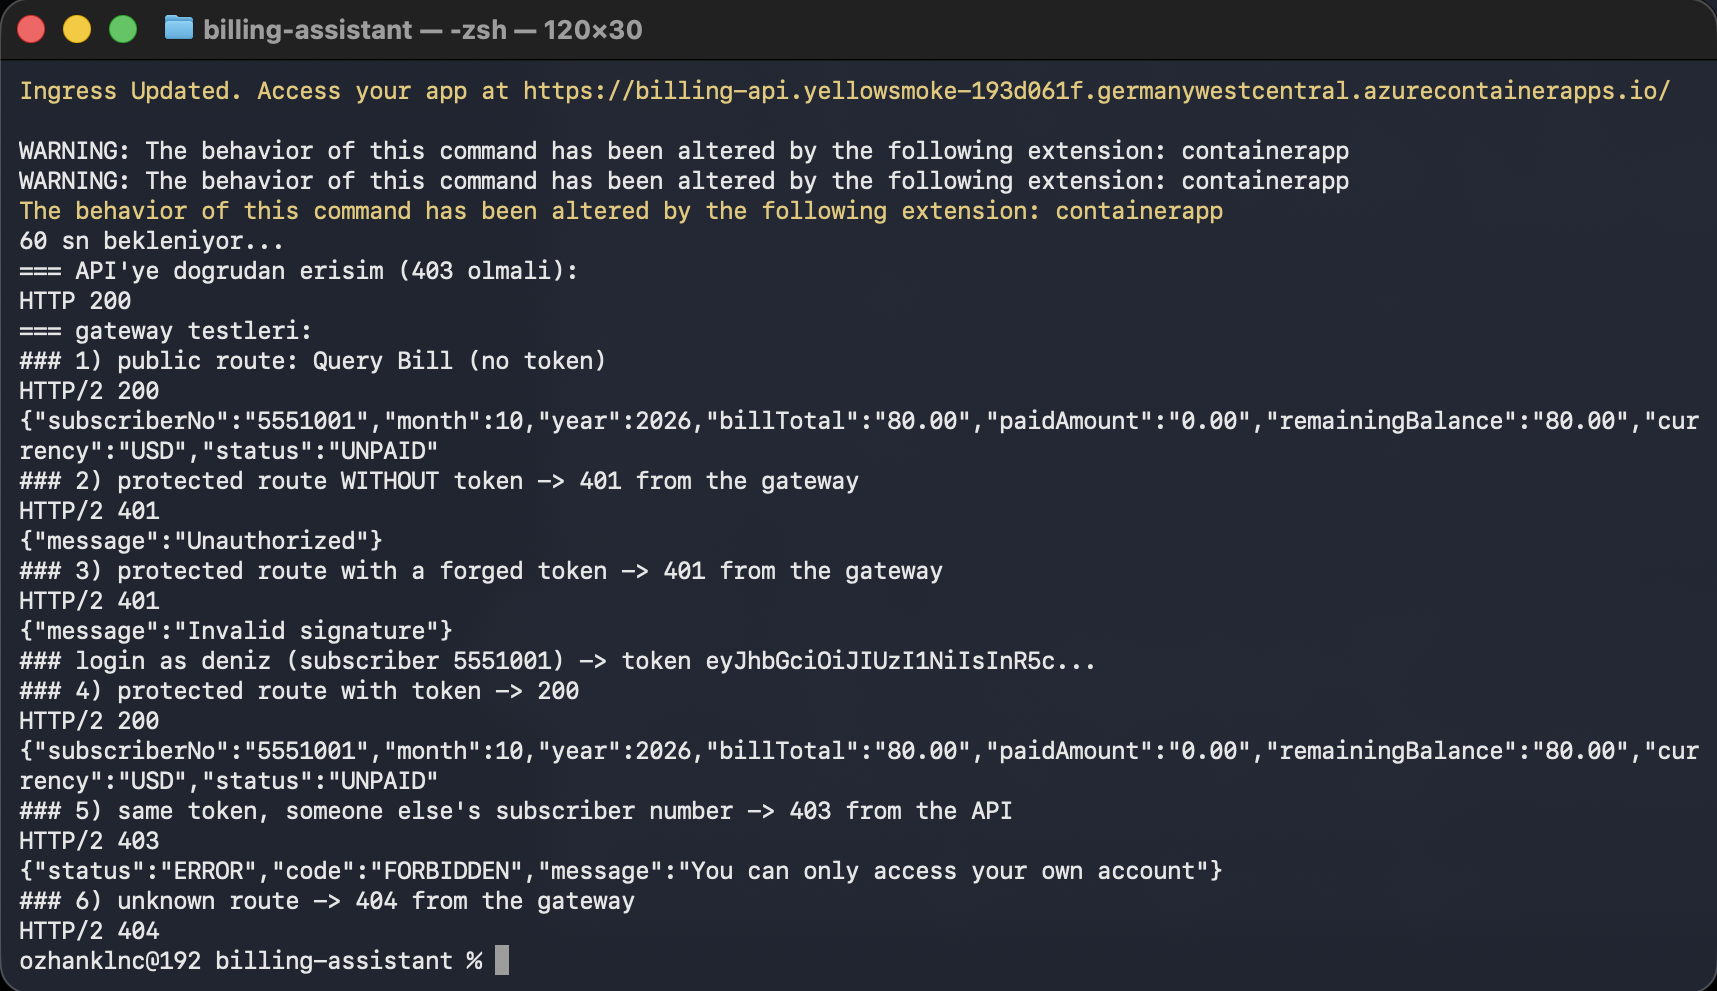 billing-assistant — -zsh — 120×30
Ingress Updated. Access your app at https://billing-api.yellowsmoke-193d061f.germanywestcentral.azurecontainerapps.io/
WARNING: The behavior of this command has been altered by the following extension: containerapp
WARNING: The behavior of this command has been altered by the following extension: containerapp
The behavior of this command has been altered by the following extension: containerapp
60 sn bekleniyor...
=== API'ye dogrudan erisim (403 olmali):
HTTP 200
=== gateway testleri:
### 1) public route: Query Bill (no token)
HTTP/2 200
{"subscriberNo":"5551001","month":10,"year":2026,"billTotal":"80.00","paidAmount":"0.00","remainingBalance":"80.00","cur
rency":"USD","status":"UNPAID"
### 2) protected route WITHOUT token -> 401 from the gateway
HTTP/2 401
{"message":"Unauthorized"}
### 3) protected route with a forged token -> 401 from the gateway
HTTP/2 401
{"message":"Invalid signature"}
### login as deniz (subscriber 5551001) -> token eyJhbGciOiJIUzI1NiIsInR5c...
### 4) protected route with token -> 200
HTTP/2 200
{"subscriberNo":"5551001","month":10,"year":2026,"billTotal":"80.00","paidAmount":"0.00","remainingBalance":"80.00","cur
rency":"USD","status":"UNPAID"
### 5) same token, someone else's subscriber number -> 403 from the API
HTTP/2 403
{"status":"ERROR","code":"FORBIDDEN","message":"You can only access your own account"}
### 6) unknown route -> 404 from the gateway
HTTP/2 404
ozhanklnc@192 billing-assistant %